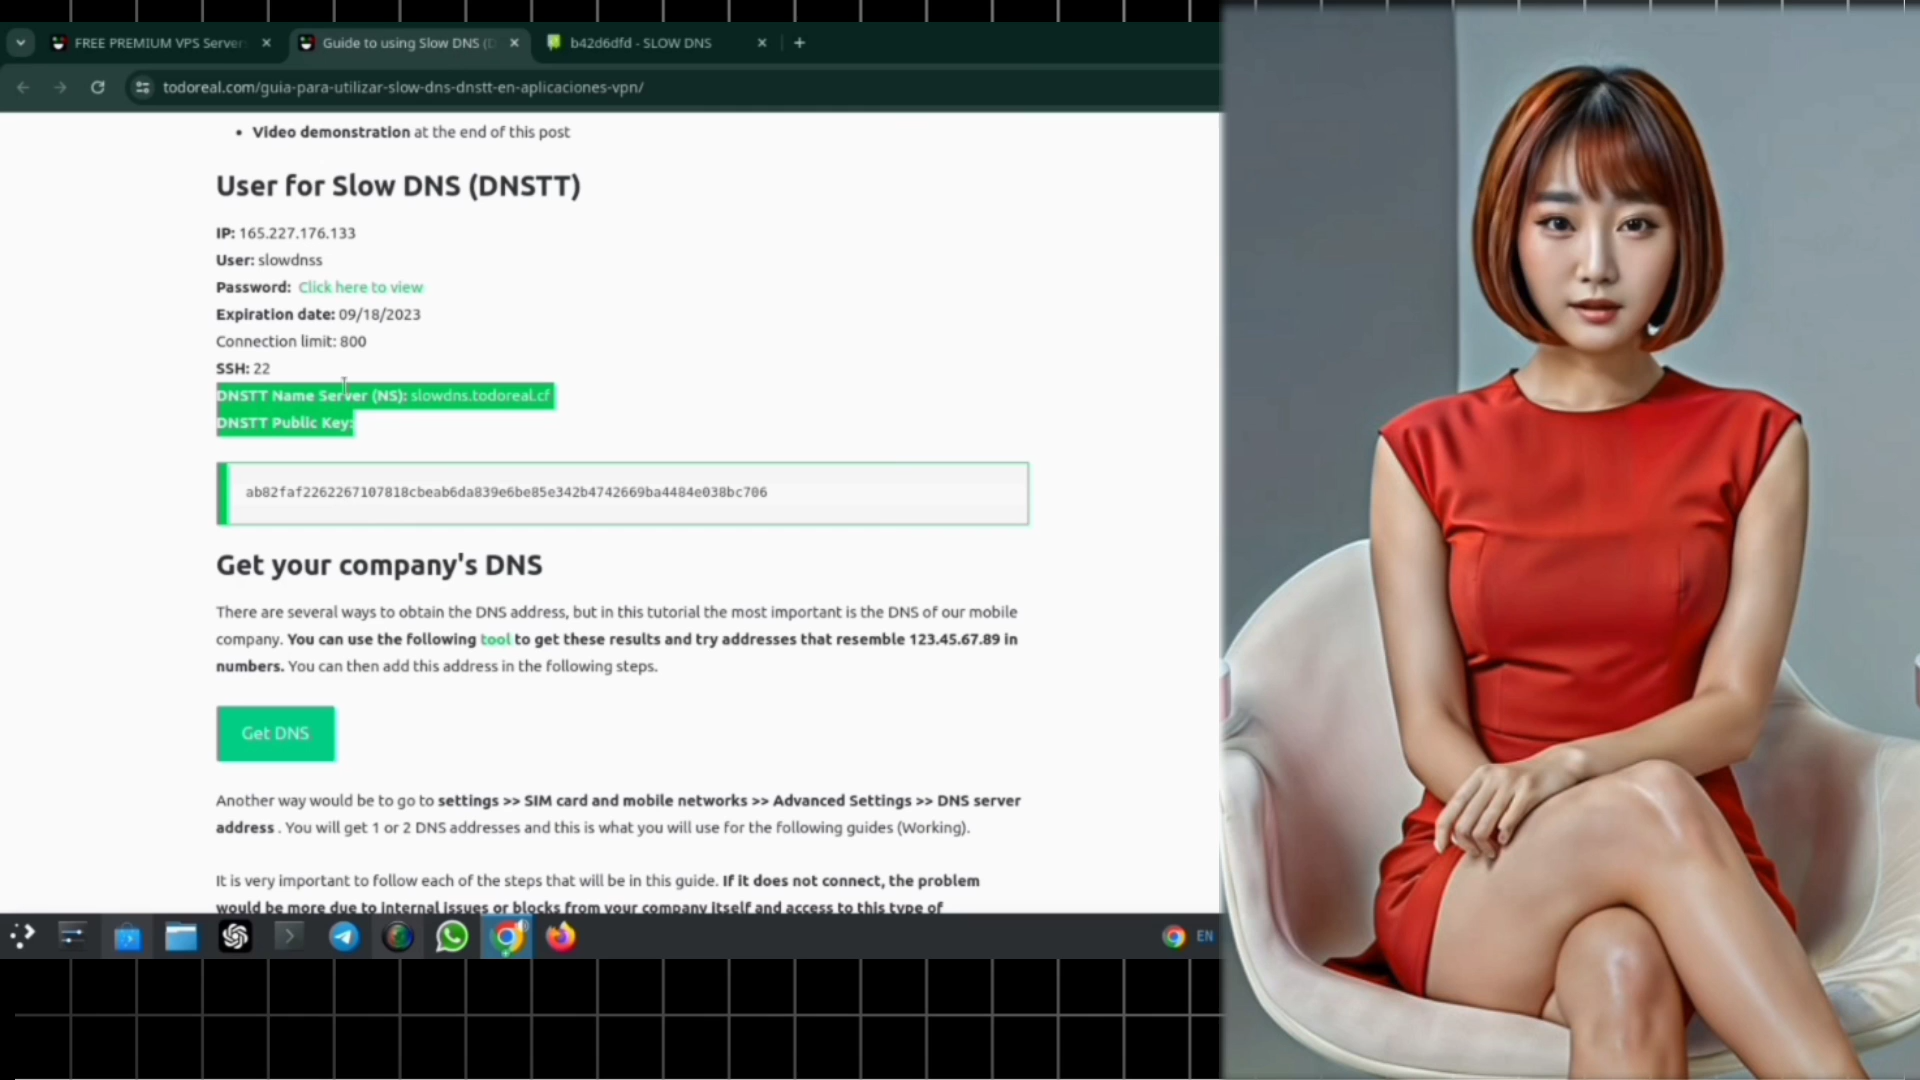 FREE PREMIUM VPS Server
Guide to using Slow DNS (D
b42d6dfd - SLOW DNS
todoreal.com/guia-para-utilizar-slow-dns-dnstt-en-aplicaciones-vpn/
• Video demonstration at the end of this post
User for Slow DNS (DNSTT)
IP: 165.227.176.133
User: slowdnss
Password: Click here to view
Expiration date: 09/18/2023
Connection limit: 800
SSH: 22
DNSTT Name Server (NS): slowdns.todoreal.cf
DNSTT Public Key:
ab82faf2262267107818cbeab6da839e6be85e342b4742669ba4484e038bc706
Get your company's DNS
There are several ways to obtain the DNS address, but in this tutorial the most important is the DNS of our mobile
company. You can use the following tool to get these results and try addresses that resemble 123.45.67.89 in
numbers. You can then add this address in the following steps.
Get DNS
Another way would be to go to settings >> SIM card and mobile networks >> Advanced Settings >> DNS server
address . You will get 1 or 2 DNS addresses and this is what you will use for the following guides (Working).
It is very important to follow each of the steps that will be in this guide. If it does not connect, the problem
would be more due to internal issues or blocks from your company itself and access to this type of
EN